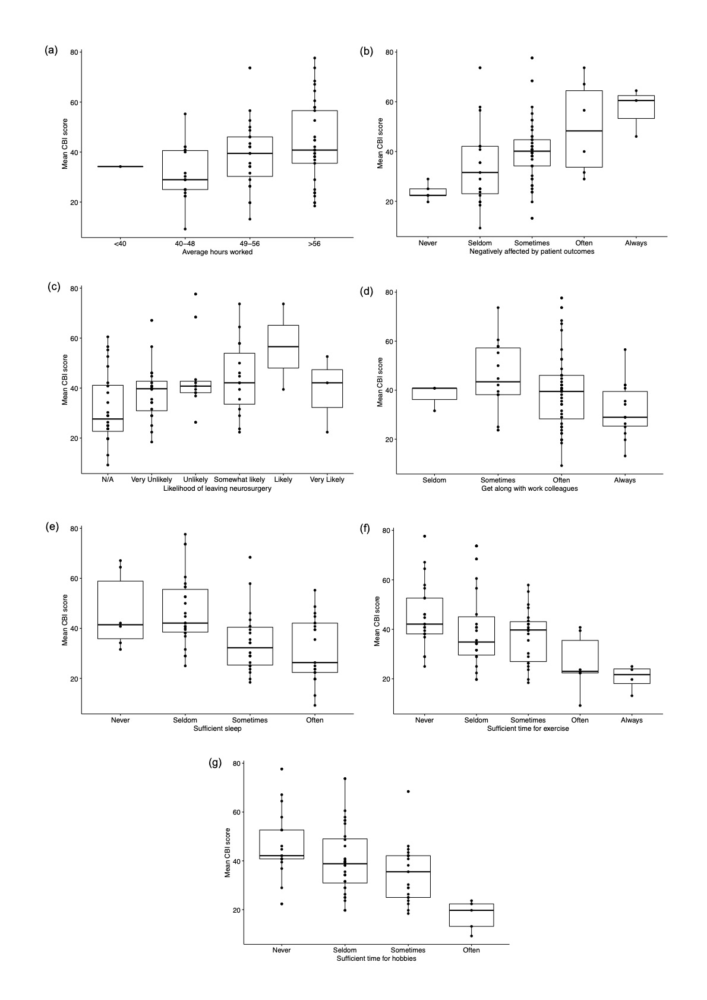 (a)
Mean CBI score
80
60
40
20
<40 40–48 49–56 >56
Average hours worked
(b)
Mean CBI score
80
60
40
20
Never Seldom Sometimes Often Always
Negatively affected by patient outcomes
(c)
Mean CBI score
80
60
40
20
N/A Very Unlikely Unlikely Somewhat likely Likely Very Likely
Likelihood of leaving neurosurgery
(d)
Mean CBI score
80
60
40
20
Seldom Sometimes Often Always
Get along with work colleagues
(e)
Mean CBI score
80
60
40
20
Never Seldom Sometimes Often
Sufficient sleep
(f)
Mean CBI score
80
60
40
20
Never Seldom Sometimes Often Always
Sufficient time for exercise
(g)
Mean CBI score
80
60
40
20
Never Seldom Sometimes Often
Sufficient time for hobbies